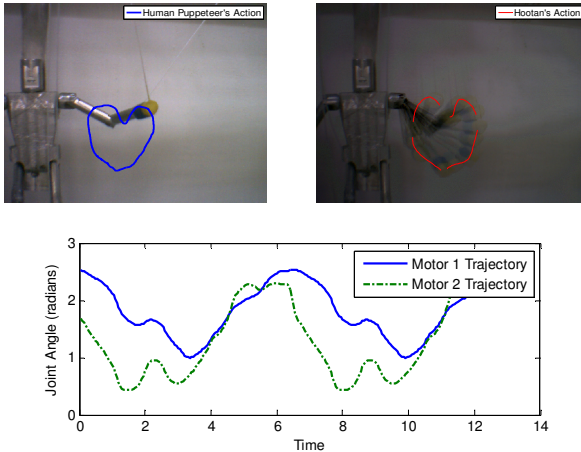 Human Puppeteer's Action
Hootan's Action
Motor 1 Trajectory
Motor 2 Trajectory
Joint Angle (radians)
3
2
1
0
0
2
4
6
8
10
12
14
Time